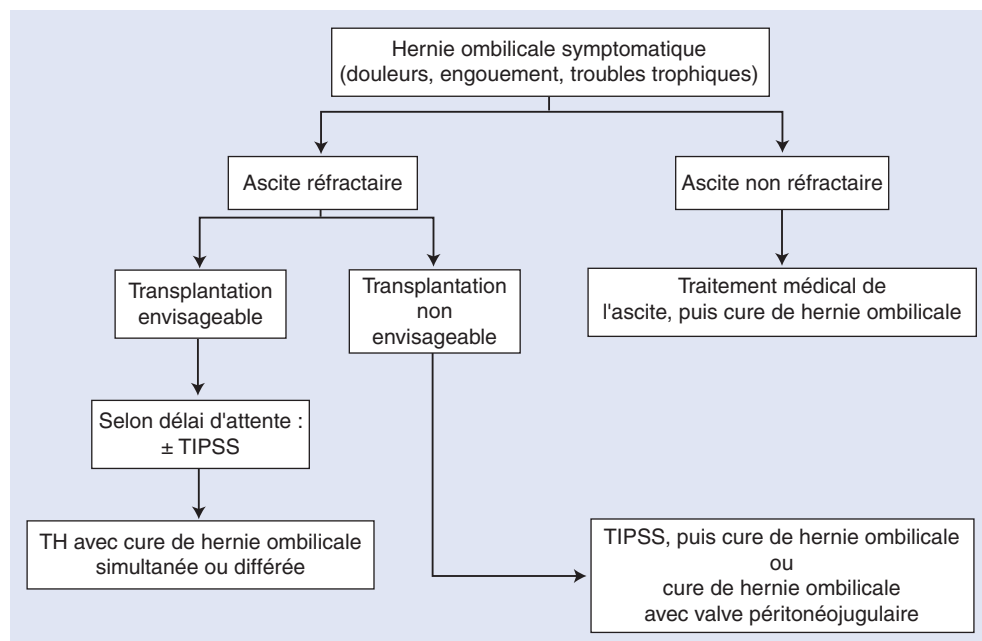 Hernie ombilicale symptomatique
(douleurs, engouement, troubles trophiques)
Ascite réfractaire
Ascite non réfractaire
Transplantation
envisageable
Transplantation
non
envisageable
Traitement médical de
l'ascite, puis cure de hernie ombilicale
Selon délai d'attente :
± TIPSS
TH avec cure de hernie ombilicale
simultanée ou différée
TIPSS, puis cure de hernie ombilicale
ou
cure de hernie ombilicale
avec valve péritonéojugulaire